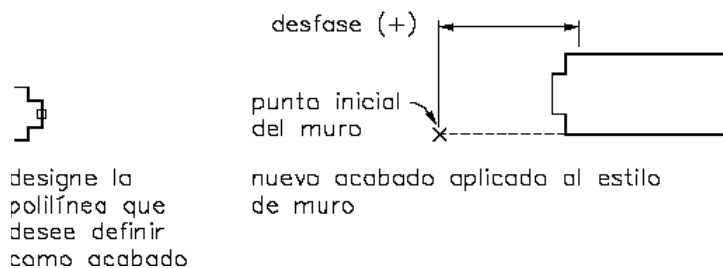 desfase (+)
punto inicial
del muro
designe la
polilínea que
desee definir
como acabado
nuevo acabado aplicado al estilo
de muro